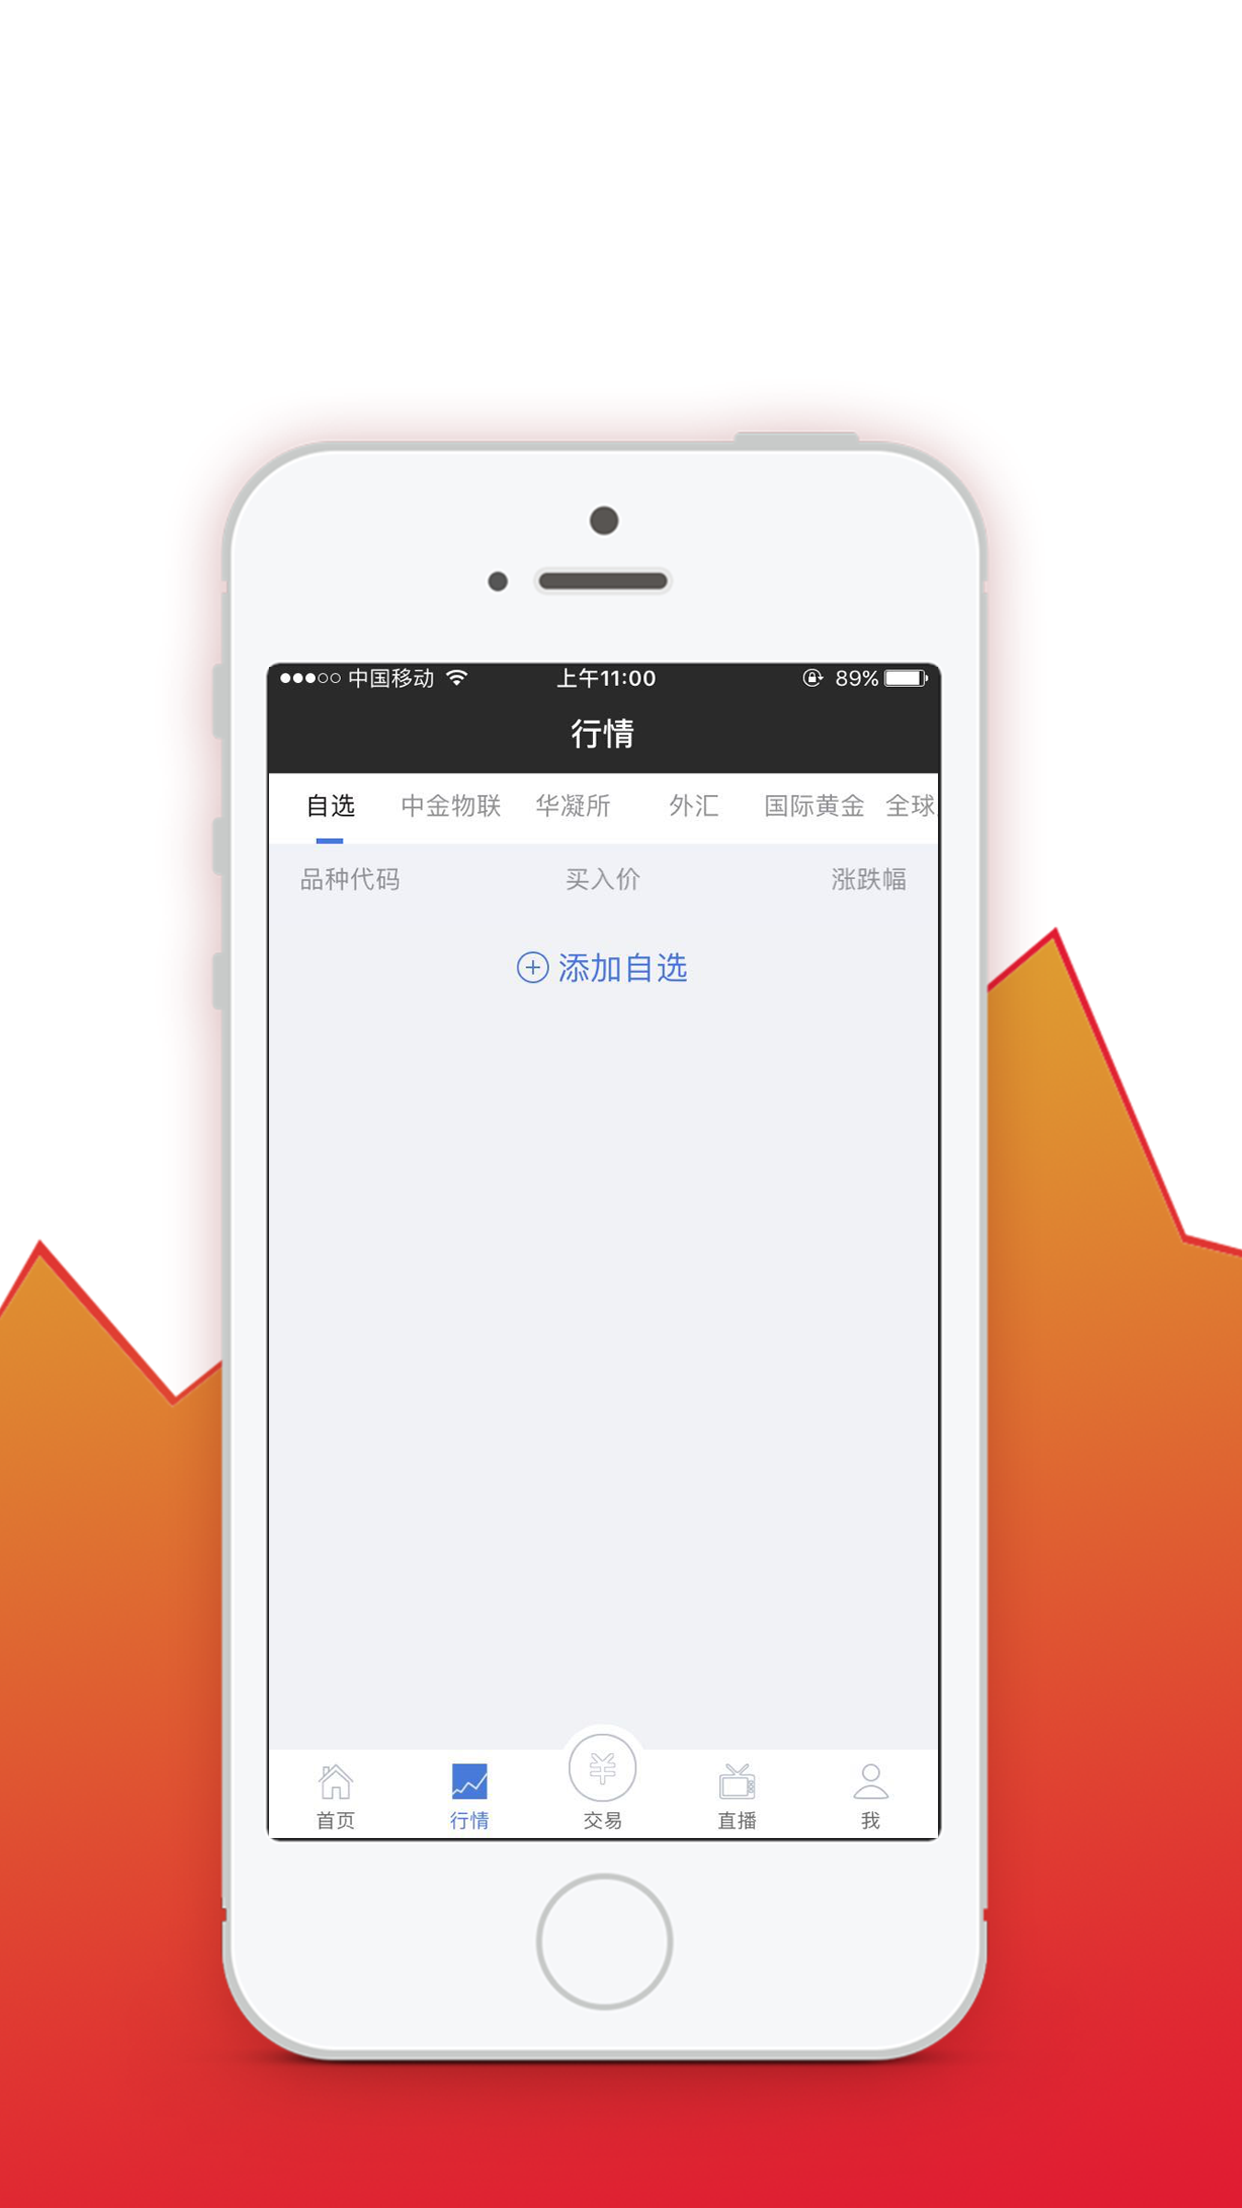 中国移动 上午11:00 89%
行情
自选 中金物联 华凝所 外汇 国际黄金 全球
品种代码 买入价 涨跌幅
添加自选
首页 行情 交易 直播 我